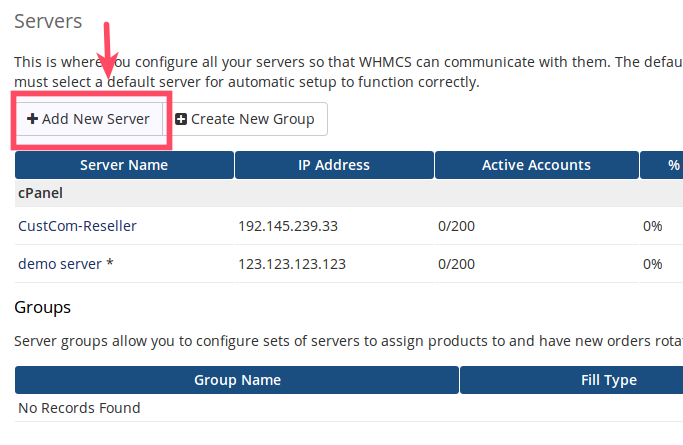 Servers
This is where you configure all your servers so that WHMCS can communicate with them. The defau
must select a default server for automatic setup to function correctly.
Add New Server Create New Group
Server Name IP Address Active Accounts %
cPanel
CustCom-Reseller 192.145.239.33 0/200 0%
demo server * 123.123.123.123 0/200 0%
Groups
Server groups allow you to configure sets of servers to assign products to and have new orders rota
Group Name Fill Type
No Records Found